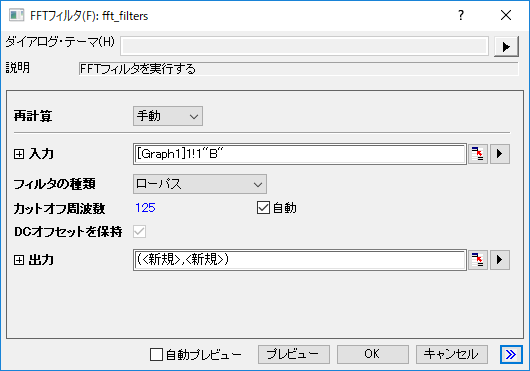 FFTフィルタ(F): fft_filters
ダイアログ・テーマ(H)
説明 FFTフィルタを実行する
再計算 手動
入力 [Graph1]1!1"B"
フィルタの種類 ローパス
カットオフ周波数 125 自動
DCオフセットを保持
出力 (<新規>,<新規>)
自動プレビュー プレビュー OK キャンセル